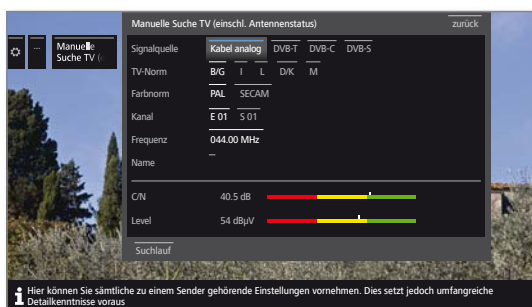 Manuelle Suche TV (einschl. Antennenstatus) zurück
... Manuelle
Suche TV (
Signalquelle Kabel analog DVB-T DVB-C DVB-S
TV-Norm B/G I L D/K M
Farbnorm PAL SECAM
Kanal E 01 S 01
Frequenz 044.00 MHz
Name –
C/N 40.5 dB
Level 54 dBµV
Suchlauf
Hier können Sie sämtliche zu einem Sender gehörende Einstellungen vornehmen. Dies setzt jedoch umfangreiche
Detailkenntnisse voraus